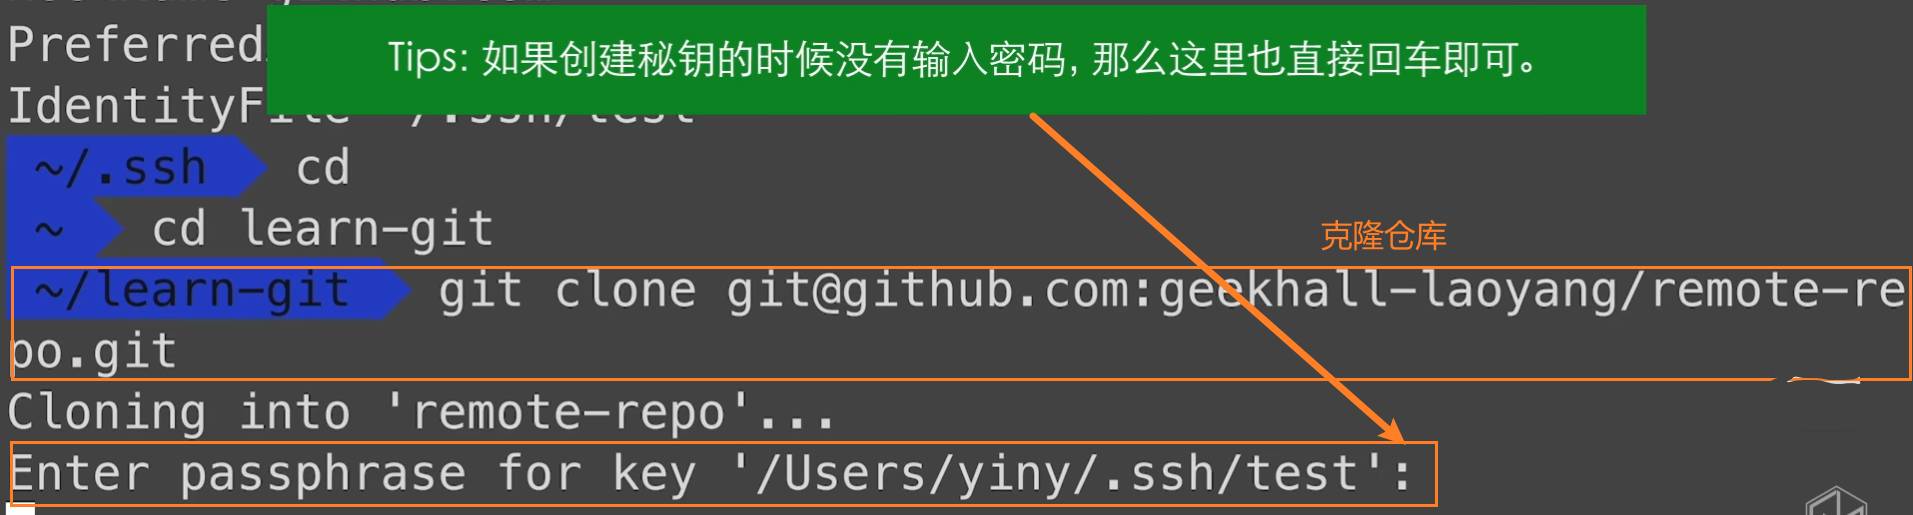 Preferred
Tips: 如果创建秘钥的时候没有输入密码, 那么这里也直接回车即可。
IdentityFile ~/.ssh/test
~/.ssh cd
~ cd learn-git
克隆仓库
~/learn-git git clone git@github.com:geekhall-laoyang/remote-re
po.git
Cloning into 'remote-repo'...
Enter passphrase for key '/Users/yiny/.ssh/test':